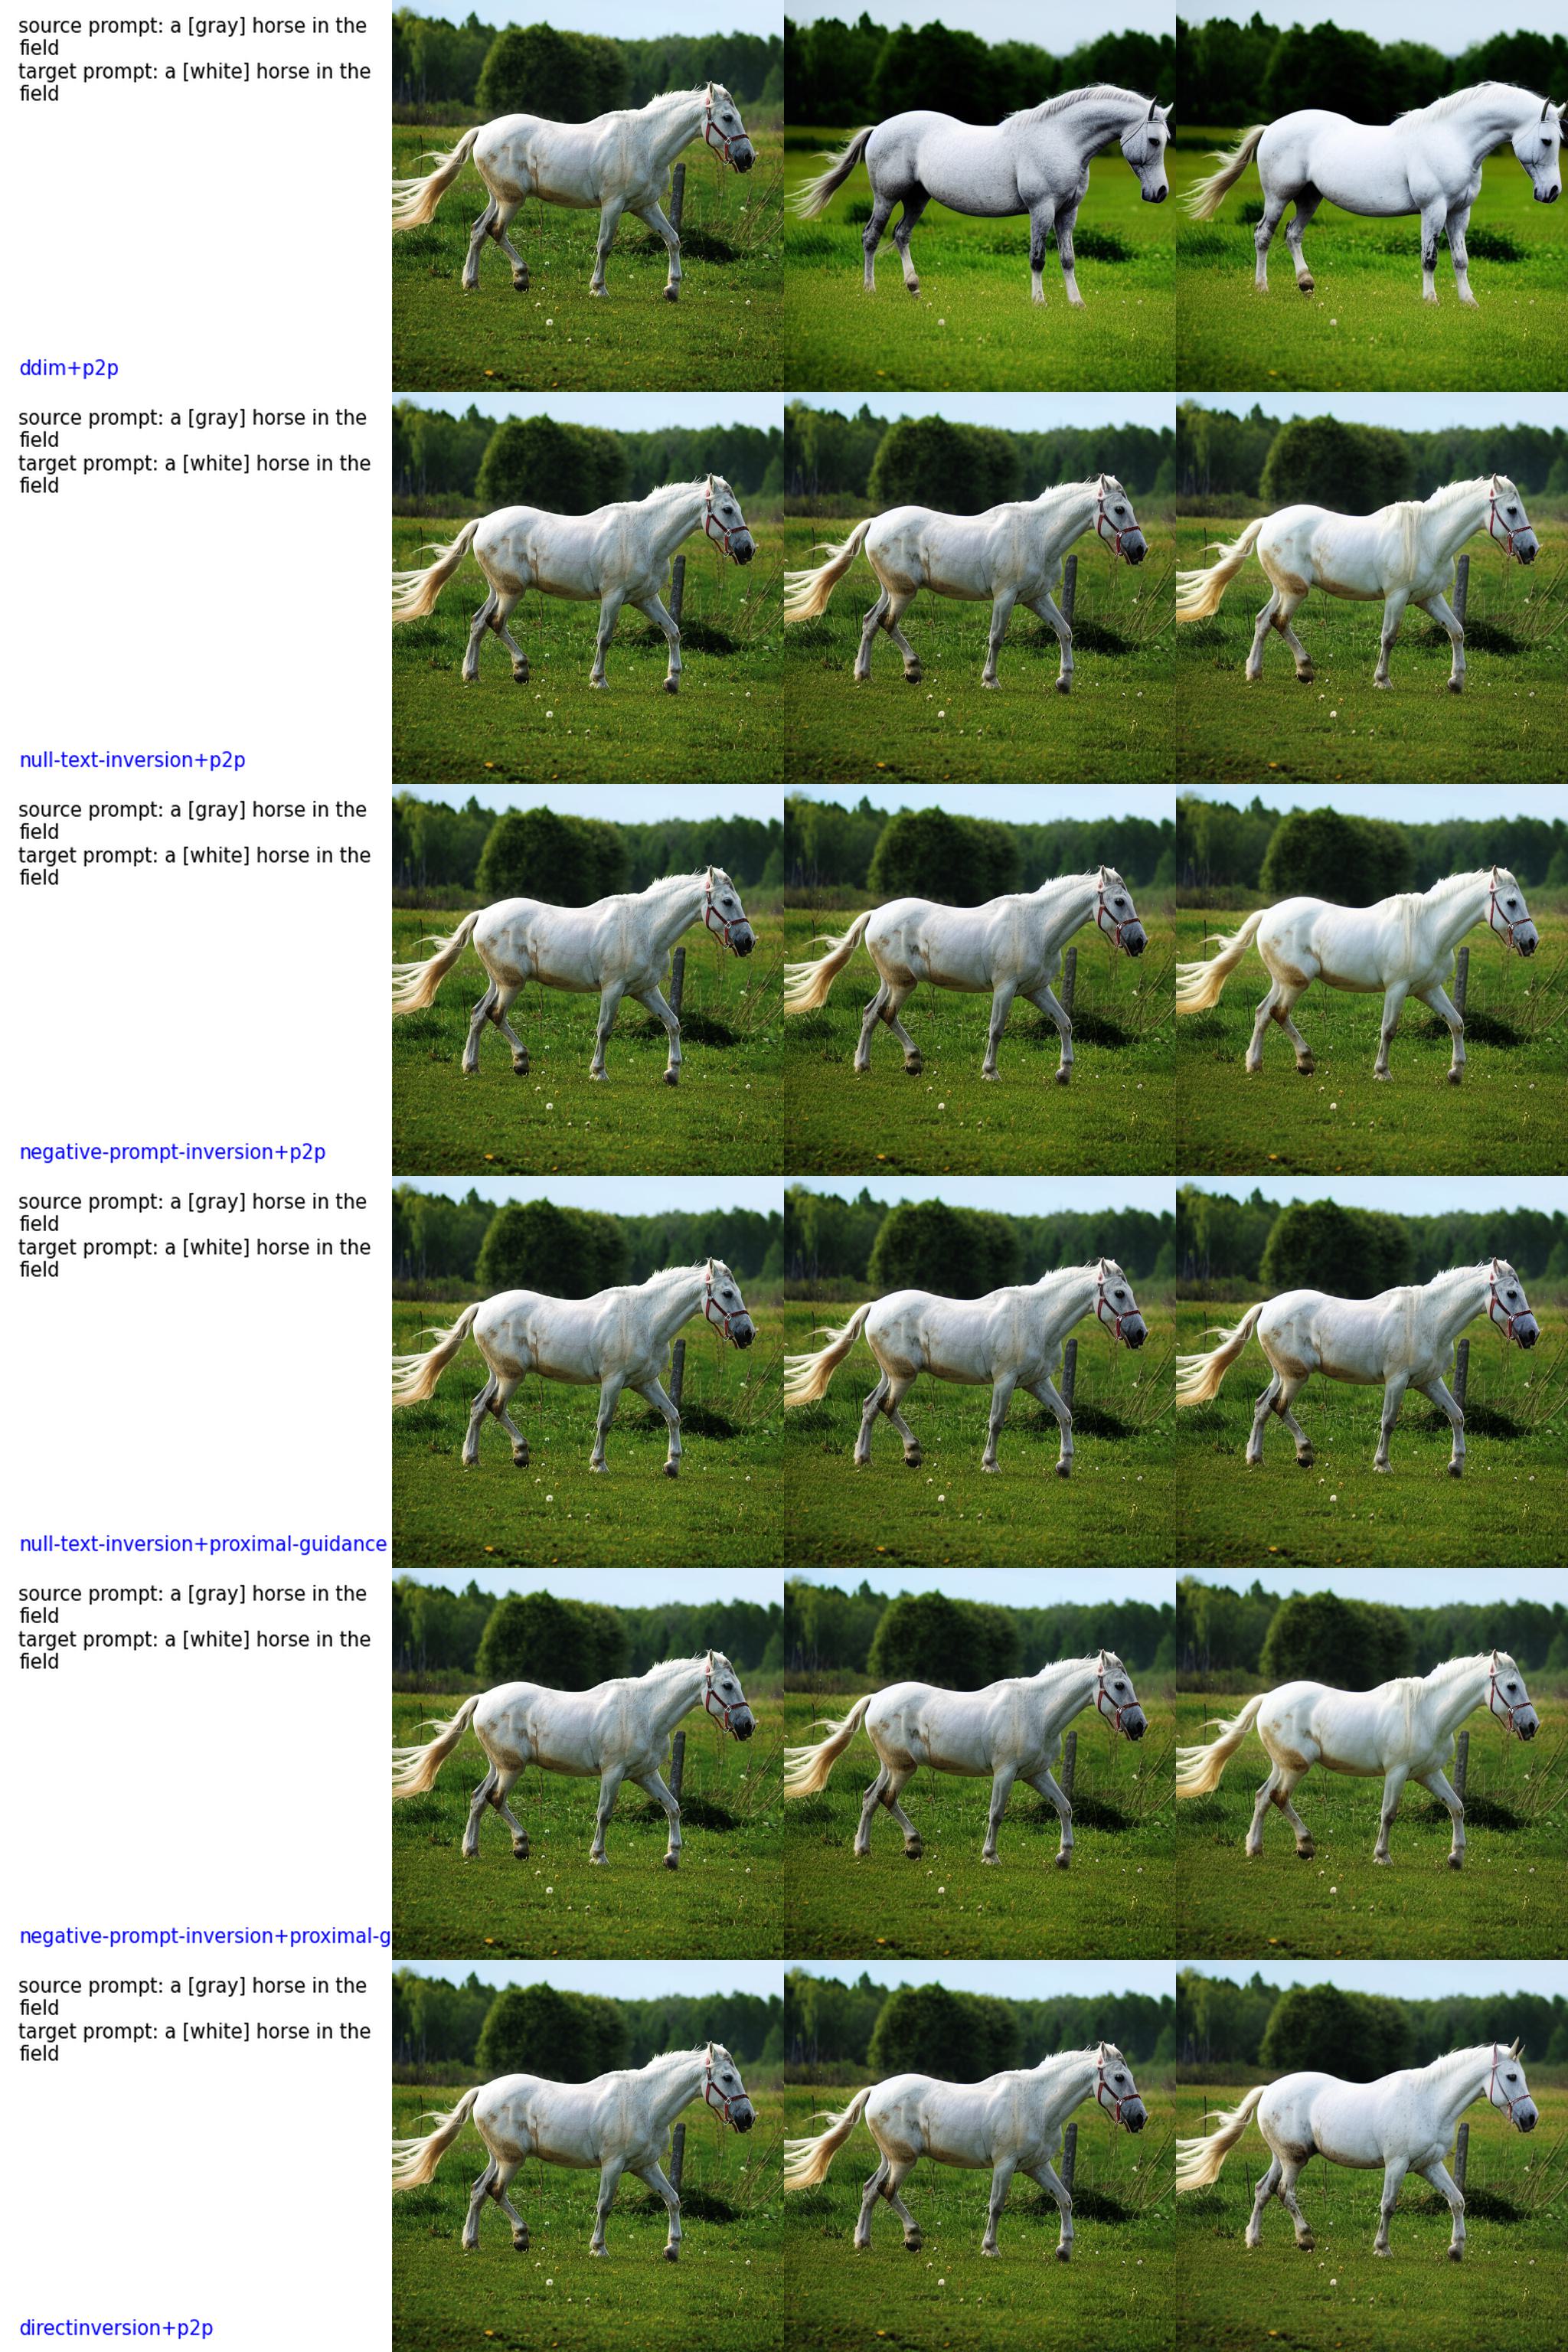 source prompt: a [gray] horse in the
field
target prompt: a [white] horse in the
field
ddim+p2p
source prompt: a [gray] horse in the
field
target prompt: a [white] horse in the
field
null-text-inversion+p2p
source prompt: a [gray] horse in the
field
target prompt: a [white] horse in the
field
negative-prompt-inversion+p2p
source prompt: a [gray] horse in the
field
target prompt: a [white] horse in the
field
null-text-inversion+proximal-guidance
source prompt: a [gray] horse in the
field
target prompt: a [white] horse in the
field
negative-prompt-inversion+proximal-g
source prompt: a [gray] horse in the
field
target prompt: a [white] horse in the
field
directinversion+p2p